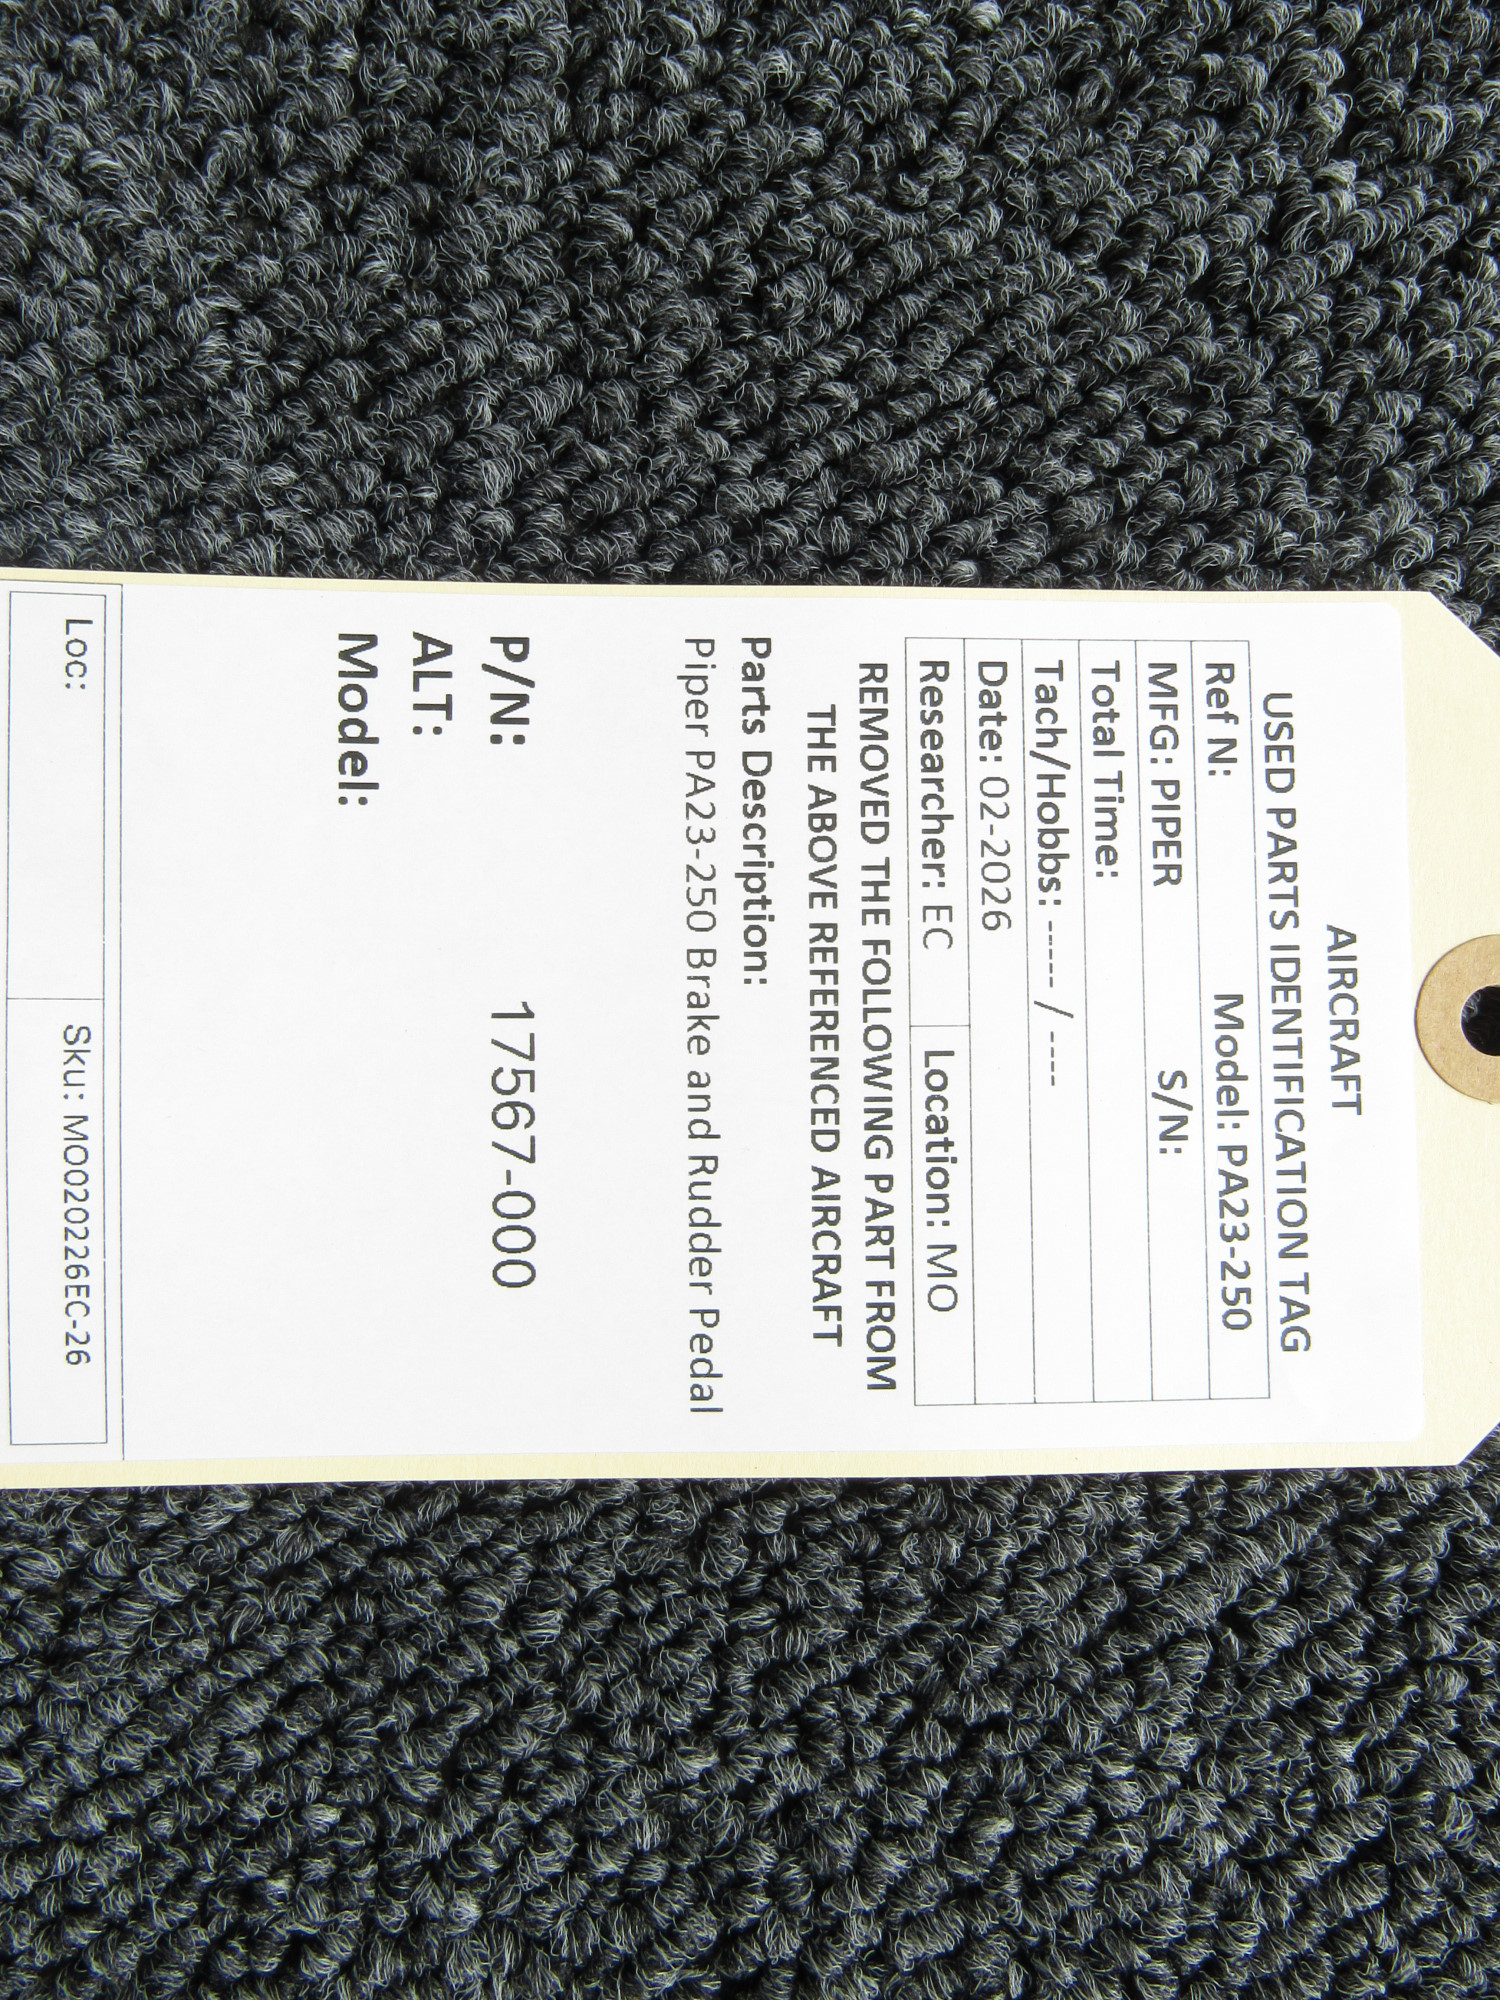 AIRCRAFT
USED PARTS IDENTIFICATION TAG
Ref N: Model: PA23-250
MFG: PIPER S/N:
Total Time:
Tach/Hobbs: ----- / ----
Date: 02-2026
Researcher: EC Location: MO
REMOVED THE FOLLOWING PART FROM
THE ABOVE REFERENCED AIRCRAFT
Parts Description:
Piper PA23-250 Brake and Rudder Pedal
P/N: 17567-000
ALT:
Model:
Loc: Sku: MO020226EC-26